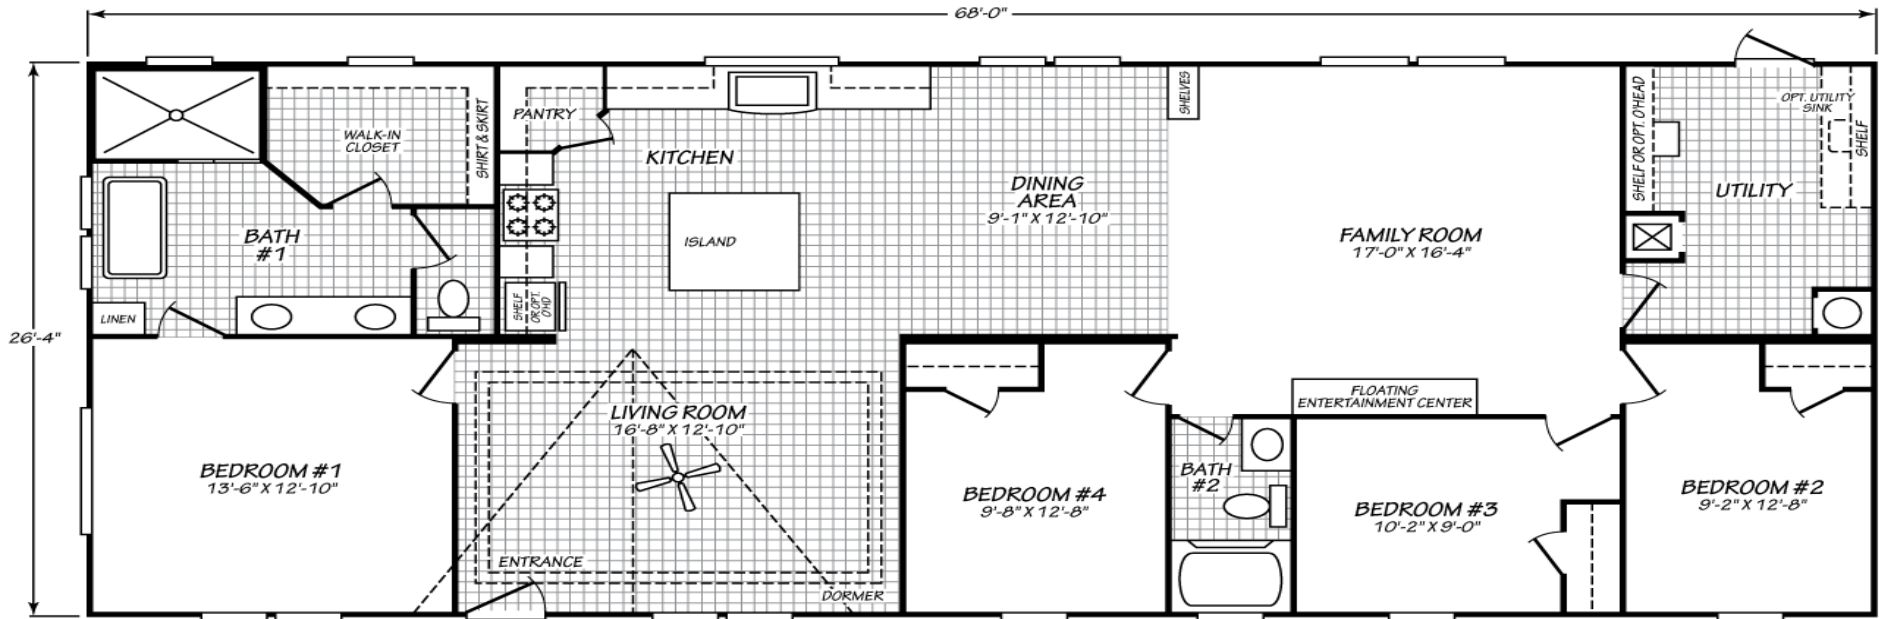 68'-0"
26'-4"
WALK-IN
CLOSET
SHIRT & SKIRT
PANTRY
KITCHEN
ISLAND
SHELF
OR OPT.
O'HD
BATH
#1
LINEN
DINING
AREA
9'-1" X 12'-10"
SHELVES
FAMILY ROOM
17'-0" X 16'-4"
SHELF OR OPT. O'HEAD
OPT. UTILITY
SINK
SHELF
UTILITY
FLOATING
ENTERTAINMENT CENTER
LIVING ROOM
16'-8" X 12'-10"
ENTRANCE
DORMER
BEDROOM #1
13'-6" X 12'-10"
BEDROOM #4
9'-8" X 12'-8"
BATH
#2
BEDROOM #3
10'-2" X 9'-0"
BEDROOM #2
9'-2" X 12'-8"